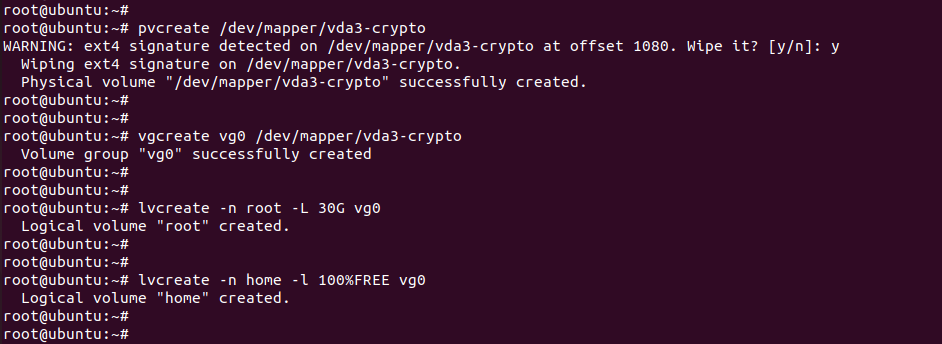 root@ubuntu:~#
root@ubuntu:~# pvcreate /dev/mapper/vda3-crypto
WARNING: ext4 signature detected on /dev/mapper/vda3-crypto at offset 1080. Wipe it? [y/n]: y
  Wiping ext4 signature on /dev/mapper/vda3-crypto.
  Physical volume "/dev/mapper/vda3-crypto" successfully created.
root@ubuntu:~#
root@ubuntu:~#
root@ubuntu:~# vgcreate vg0 /dev/mapper/vda3-crypto
  Volume group "vg0" successfully created
root@ubuntu:~#
root@ubuntu:~#
root@ubuntu:~# lvcreate -n root -L 30G vg0
  Logical volume "root" created.
root@ubuntu:~#
root@ubuntu:~#
root@ubuntu:~# lvcreate -n home -l 100%FREE vg0
  Logical volume "home" created.
root@ubuntu:~#
root@ubuntu:~#